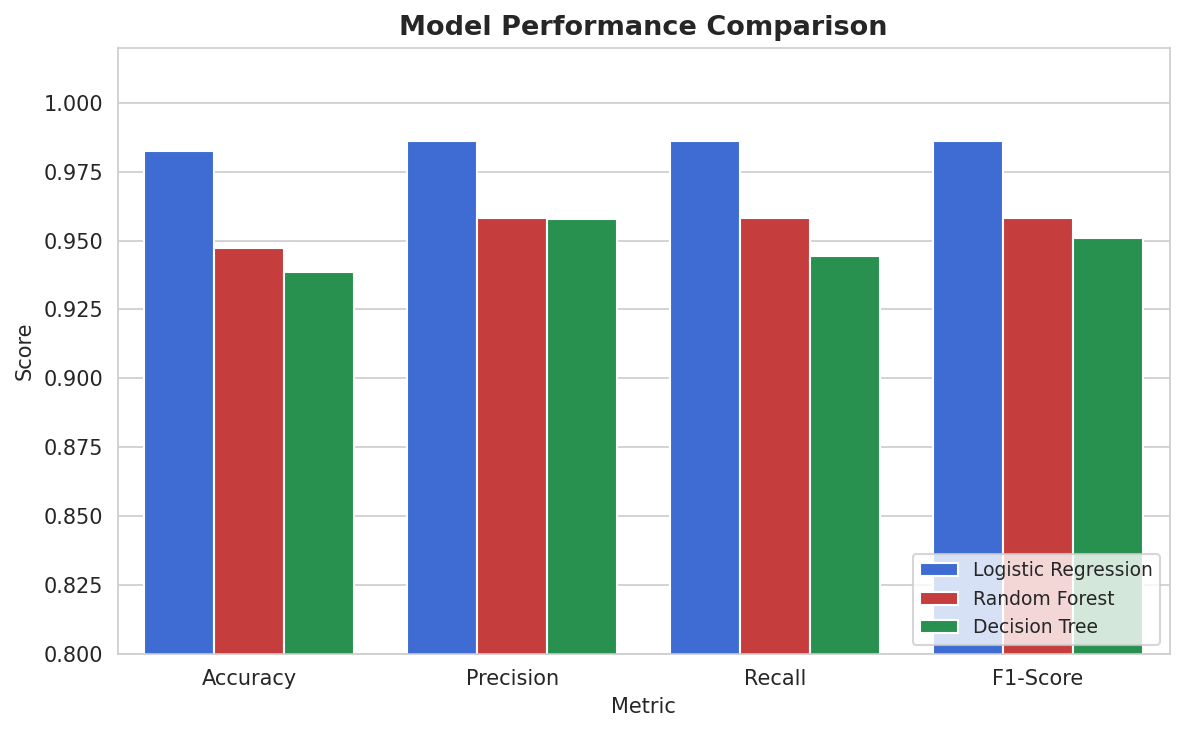 Model Performance Comparison
1.000
0.975
0.950
0.925
0.900
0.875
0.850
0.825
0.800
Score
Accuracy
Precision
Recall
F1-Score
Metric
Logistic Regression
Random Forest
Decision Tree